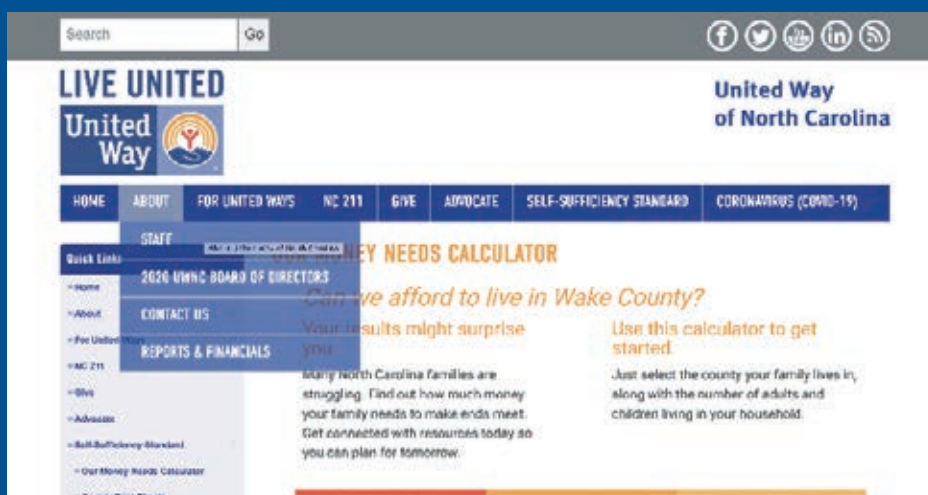 Search Go
LIVE UNITED
United
Way
United Way
of North Carolina
HOME ABOUT FOR UNITED WAYS NC 211 GIVE ADVOCATE SELF-SUFFICIENCY STANDARD CORONAVIRUS (COVID-19)
STAFF
2020 UWNC BOARD OF DIRECTORS
CONTACT US
REPORTS & FINANCIALS
Quick Links
Home
About
For United
NC 211
Give
Advocate
Self-Sufficiency Standard
Our Money Needs Calculator
MONEY NEEDS CALCULATOR
Can we afford to live in Wake County?
Your results might surprise
you.
Many North Carolina families are
struggling. Find out how much money
your family needs to make ends meet.
Get connected with resources today so
you can plan for tomorrow.
Use this calculator to get
started.
Just select the county your family lives in,
along with the number of adults and
children living in your household.